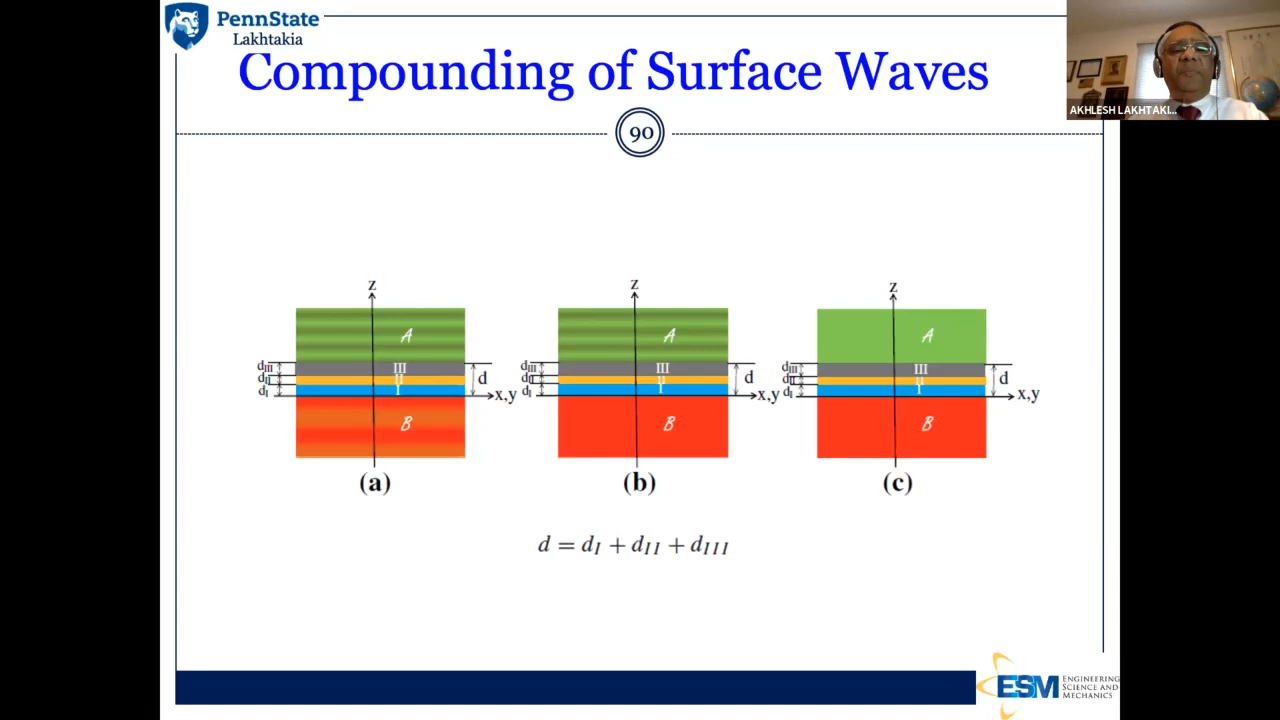 PennState
Lakhtakia
Compounding of Surface Waves
90
AKHLESH LAKHTAKI...
z
A
III
II
I
dIII
dII
dI
d
x,y
B
(a)
z
A
III
II
I
dIII
dII
dI
d
x,y
B
(b)
z
A
III
II
I
dIII
dII
dI
d
x,y
B
(c)
d = dI + dII + dIII
ESM
ENGINEERING
SCIENCE AND
MECHANICS